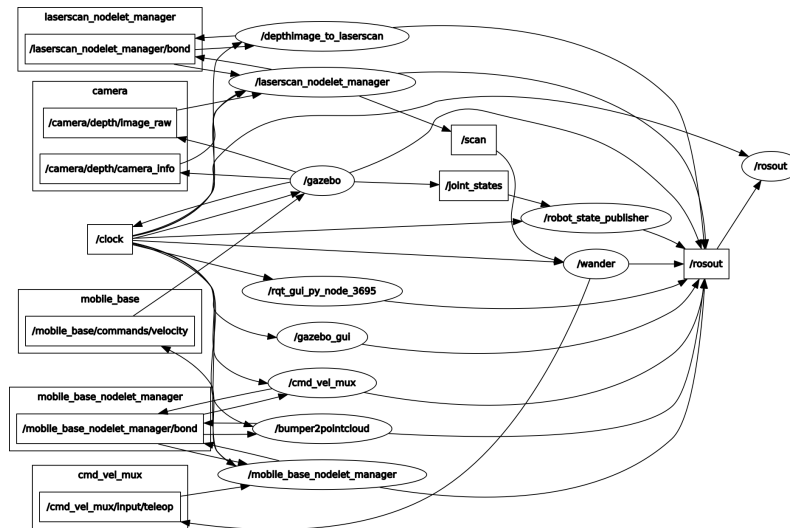 laserscan_nodelet_manager
/laserscan_nodelet_manager/bond
/depthimage_to_laserscan
/laserscan_nodelet_manager
camera
/camera/depth/image_raw
/camera/depth/camera_info
/scan
/gazebo
/joint_states
/rosout
/robot_state_publisher
/clock
/wander
/rosout
/rqt_gui_py_node_3695
mobile_base
/mobile_base/commands/velocity
/gazebo_gui
/cmd_vel_mux
mobile_base_nodelet_manager
/mobile_base_nodelet_manager/bond
/bumper2pointcloud
/mobile_base_nodelet_manager
cmd_vel_mux
/cmd_vel_mux/input/teleop